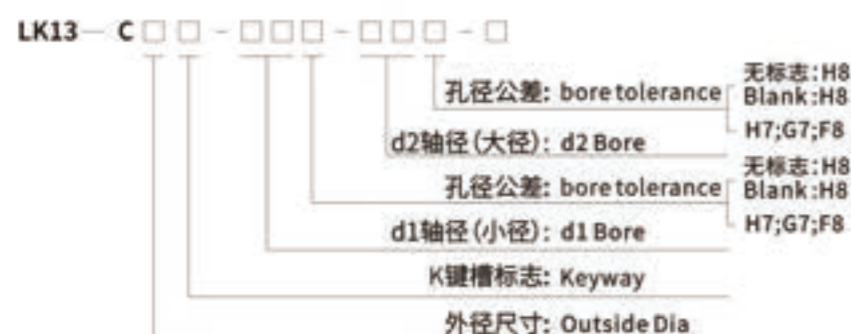 LK13－C□□-□□□-□□□-□
孔径公差: bore tolerance
无标志:H8
Blank:H8
H7;G7;F8
d2轴径(大径): d2 Bore
孔径公差: bore tolerance
无标志:H8
Blank:H8
H7;G7;F8
d1轴径(小径): d1 Bore
K键槽标志: Keyway
外径尺寸: Outside Dia